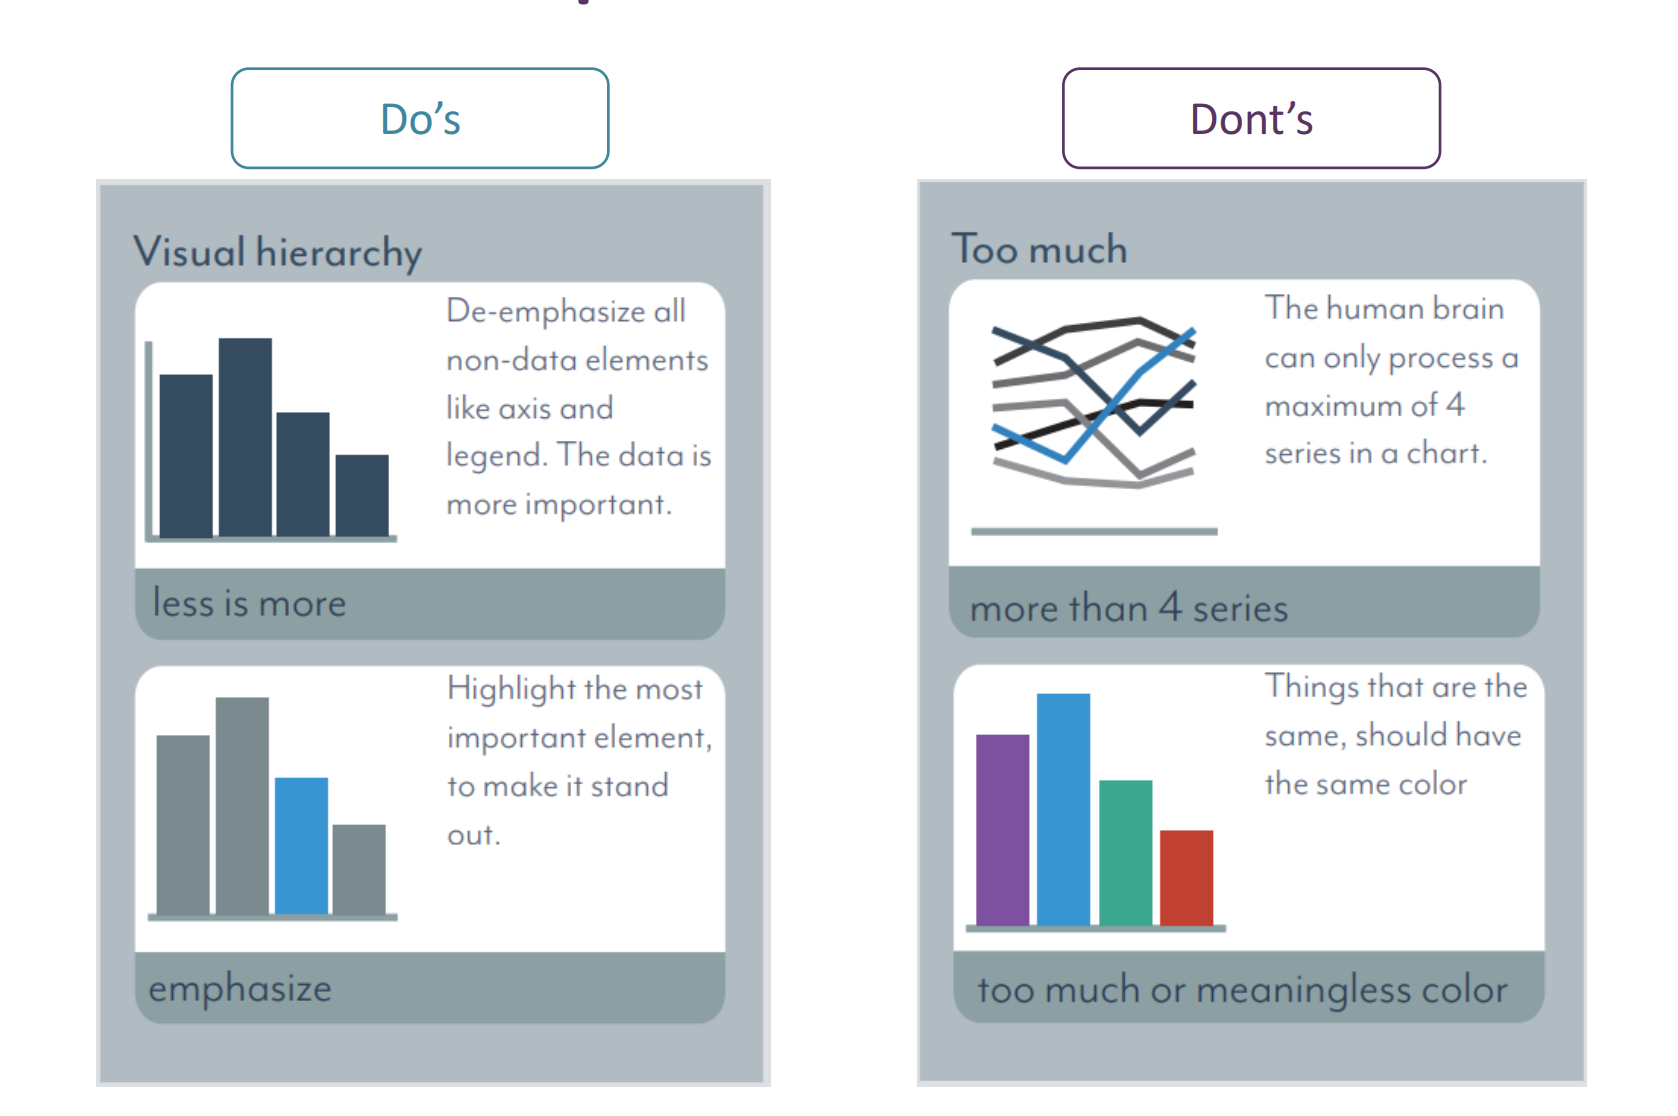 Do’s
Dont’s
Visual hierarchy
De-emphasize all
non-data elements
like axis and
legend. The data is
more important.
less is more
Highlight the most
important element,
to make it stand
out.
emphasize
Too much
The human brain
can only process a
maximum of 4
series in a chart.
more than 4 series
Things that are the
same, should have
the same color
too much or meaningless color